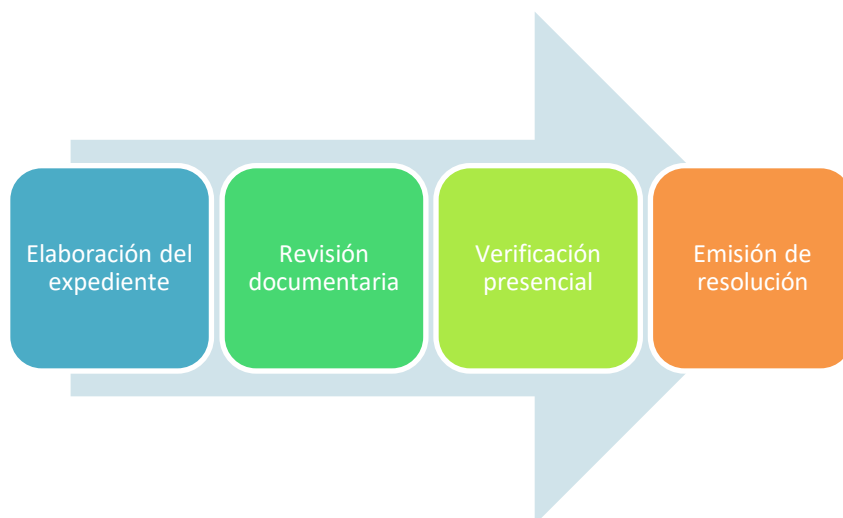 Elaboración del
expediente
Revisión
documentaria
Verificación
presencial
Emisión de
resolución